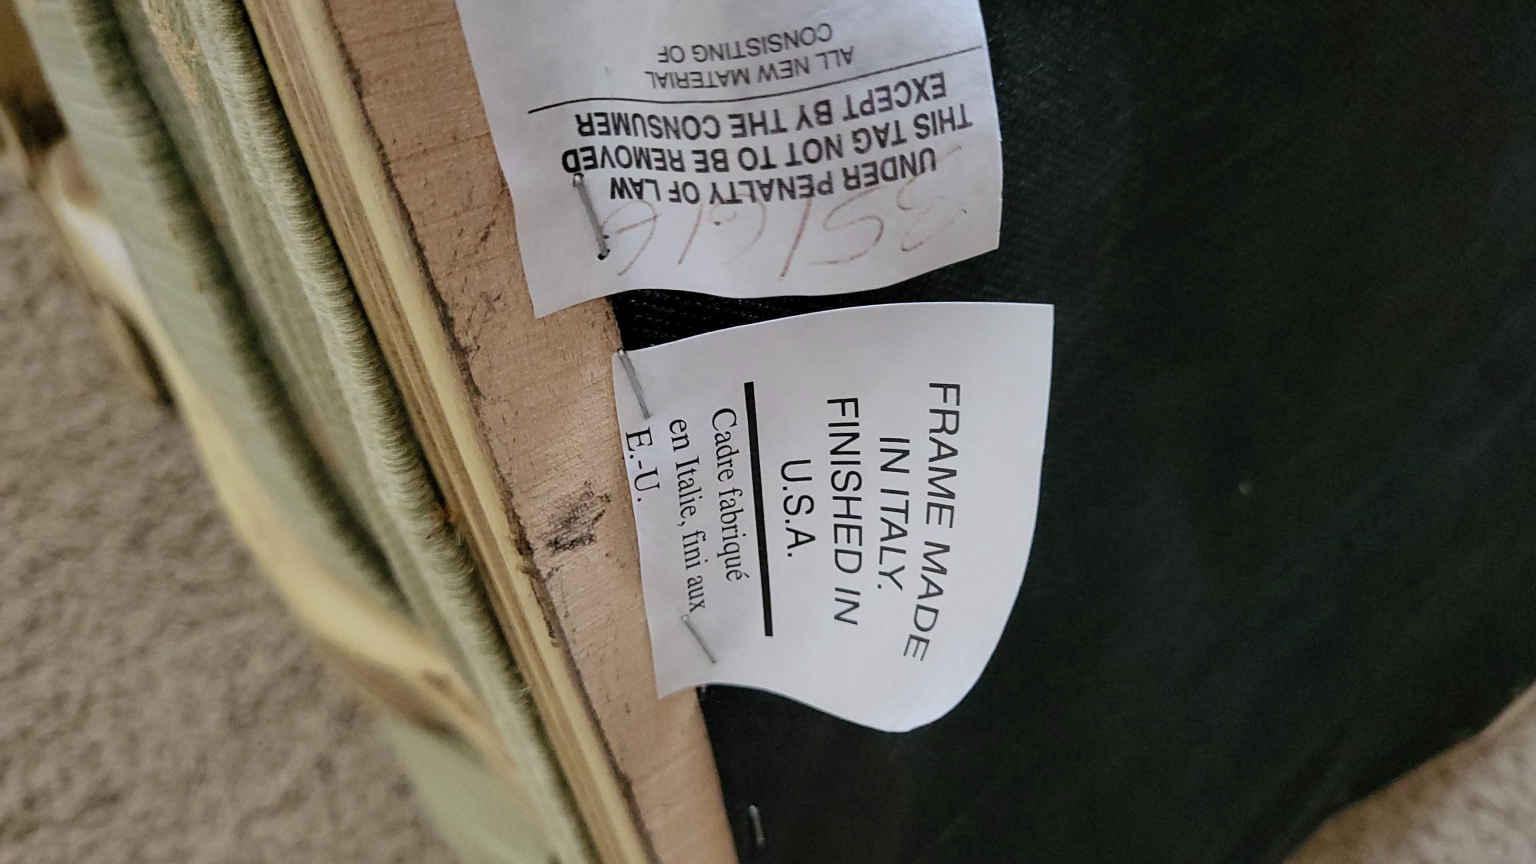 UNDER PENALTY OF LAW
THIS TAG NOT TO BE REMOVED
EXCEPT BY THE CONSUMER
ALL NEW MATERIAL
CONSISTING OF
FRAME MADE
IN ITALY.
FINISHED IN
U.S.A.
Cadre fabriqué
en Italie, fini aux
E.-U.